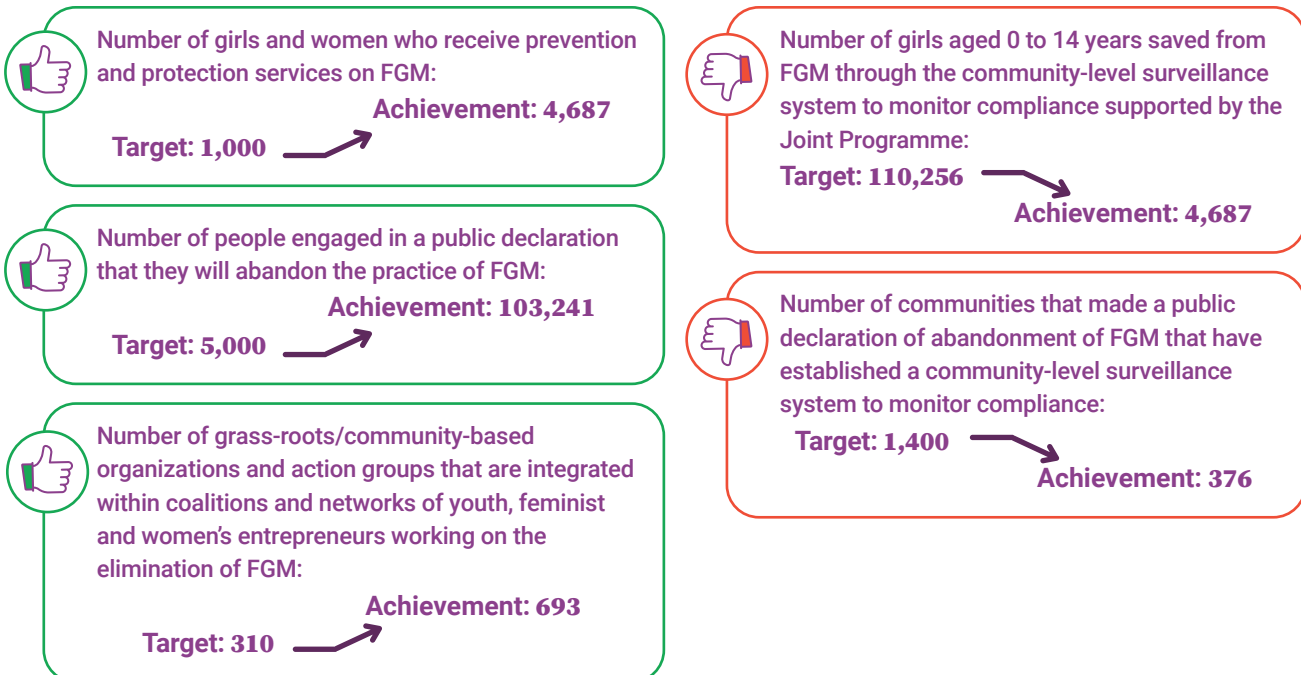 Number of girls and women who receive prevention
and protection services on FGM:
Achievement: 4,687
Target: 1,000
Number of people engaged in a public declaration
that they will abandon the practice of FGM:
Achievement: 103,241
Target: 5,000
Number of grass-roots/community-based
organizations and action groups that are integrated
within coalitions and networks of youth, feminist
and women’s entrepreneurs working on the
elimination of FGM:
Achievement: 693
Target: 310
Number of girls aged 0 to 14 years saved from
FGM through the community-level surveillance
system to monitor compliance supported by the
Joint Programme:
Target: 110,256
Achievement: 4,687
Number of communities that made a public
declaration of abandonment of FGM that have
established a community-level surveillance
system to monitor compliance:
Target: 1,400
Achievement: 376